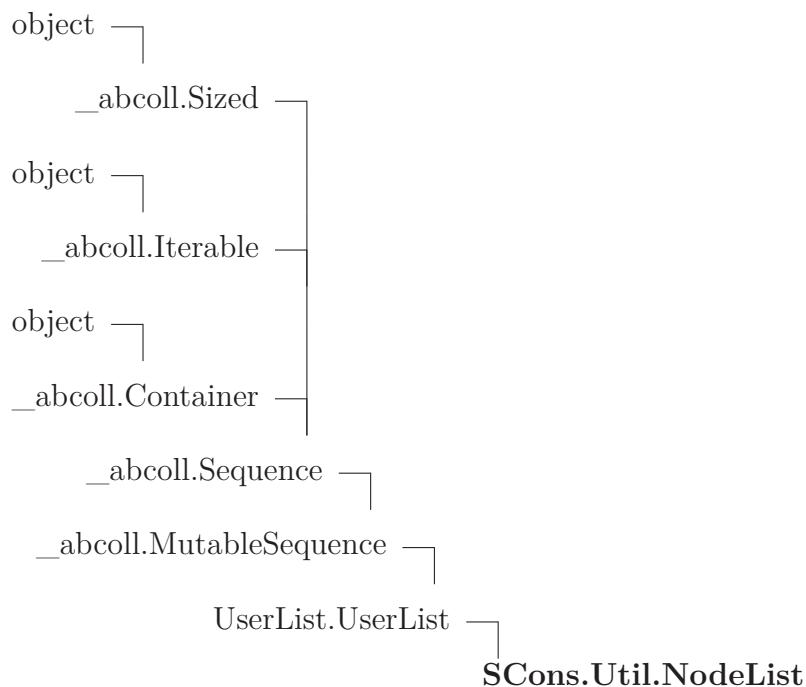 object
_abcoll.Sized
object
_abcoll.Iterable
object
_abcoll.Container
_abcoll.Sequence
_abcoll.MutableSequence
UserList.UserList
SCons.Util.NodeList